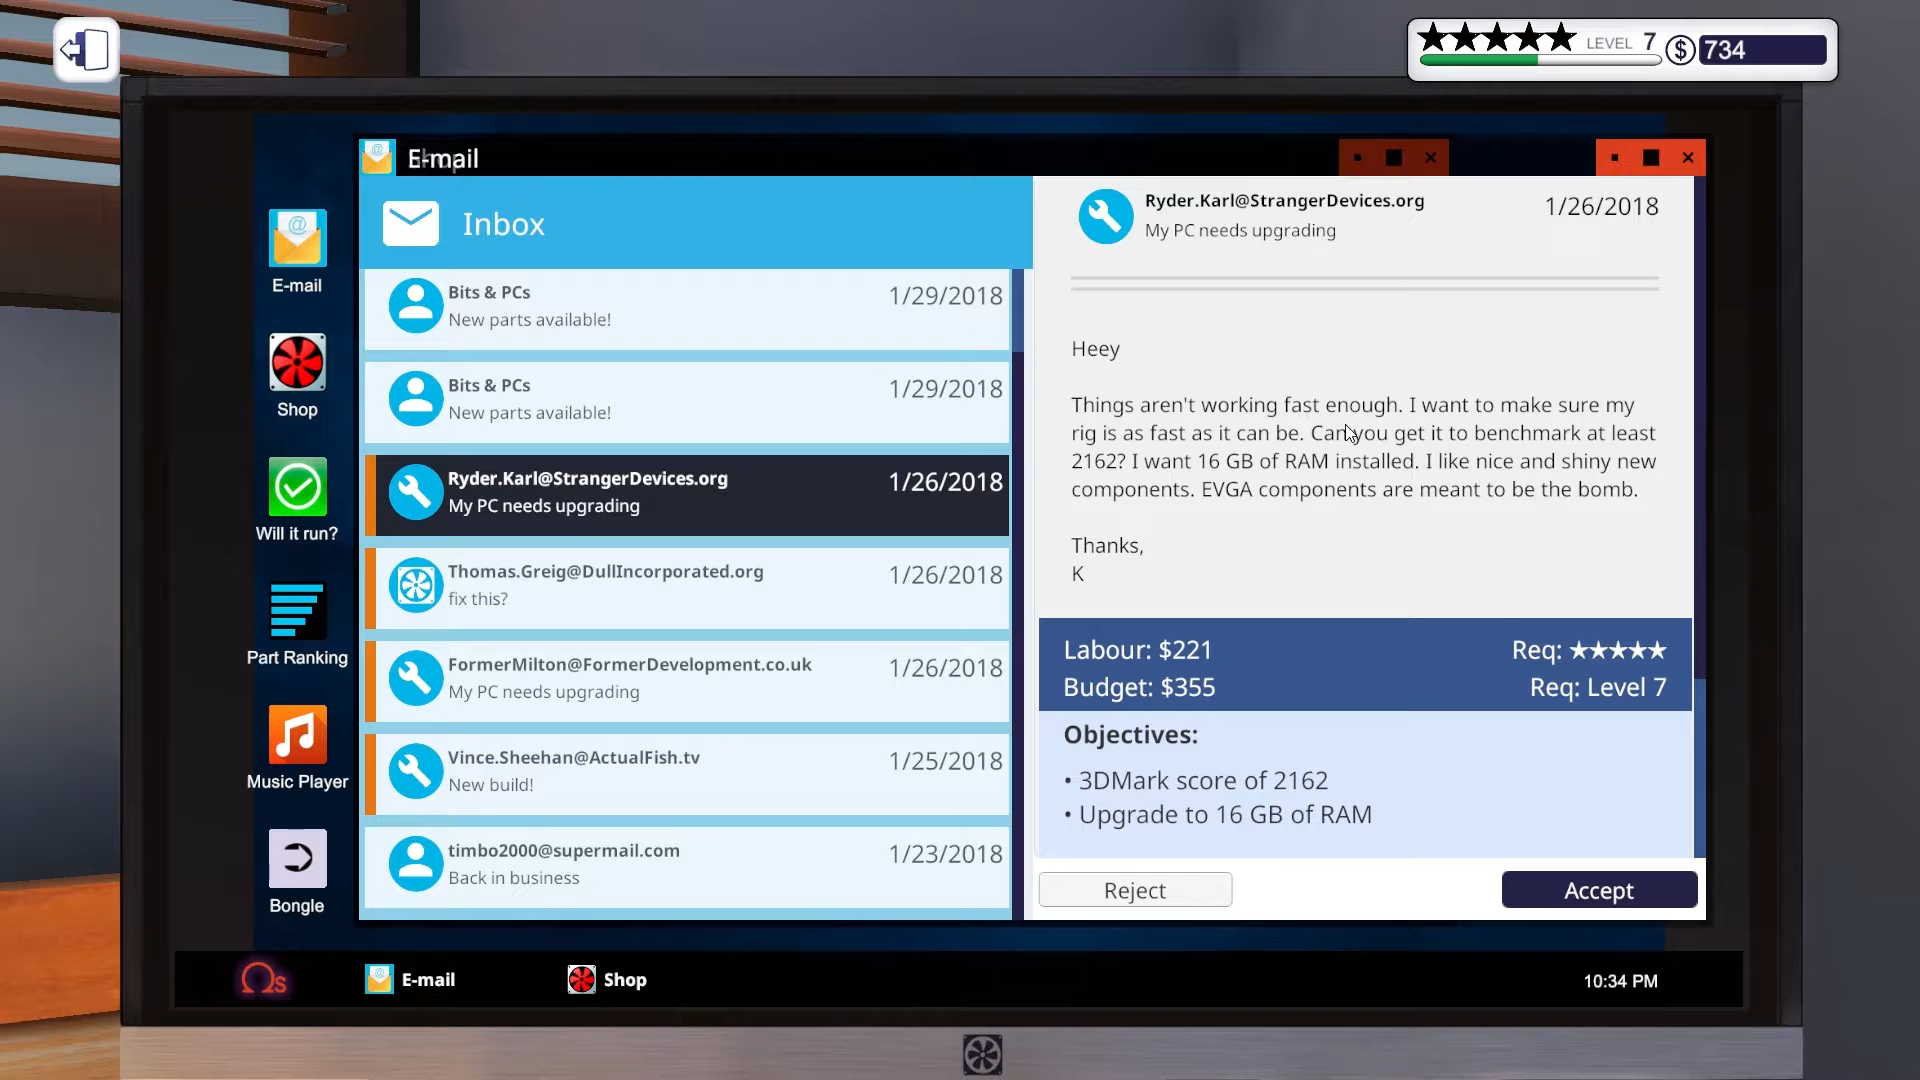 LEVEL 7
$ 734
E-mail
Inbox
Bits & PCs
1/29/2018
New parts available!
Bits & PCs
1/29/2018
New parts available!
Ryder.Karl@StrangerDevices.org
1/26/2018
My PC needs upgrading
Thomas.Greig@DullIncorporated.org
1/26/2018
fix this?
FormerMilton@FormerDevelopment.co.uk
1/26/2018
My PC needs upgrading
Vince.Sheehan@ActualFish.tv
1/25/2018
New build!
timbo2000@supermail.com
1/23/2018
Back in business
Ryder.Karl@StrangerDevices.org
1/26/2018
My PC needs upgrading
Heey
Things aren't working fast enough. I want to make sure my
rig is as fast as it can be. Can you get it to benchmark at least
2162? I want 16 GB of RAM installed. I like nice and shiny new
components. EVGA components are meant to be the bomb.
Thanks,
K
Labour: $221
Req: ★★★★★
Budget: $355
Req: Level 7
Objectives:
• 3DMark score of 2162
• Upgrade to 16 GB of RAM
Reject
Accept
E-mail
Shop
Will it run?
Part Ranking
Music Player
Bongle
Ωs
E-mail
Shop
10:34 PM